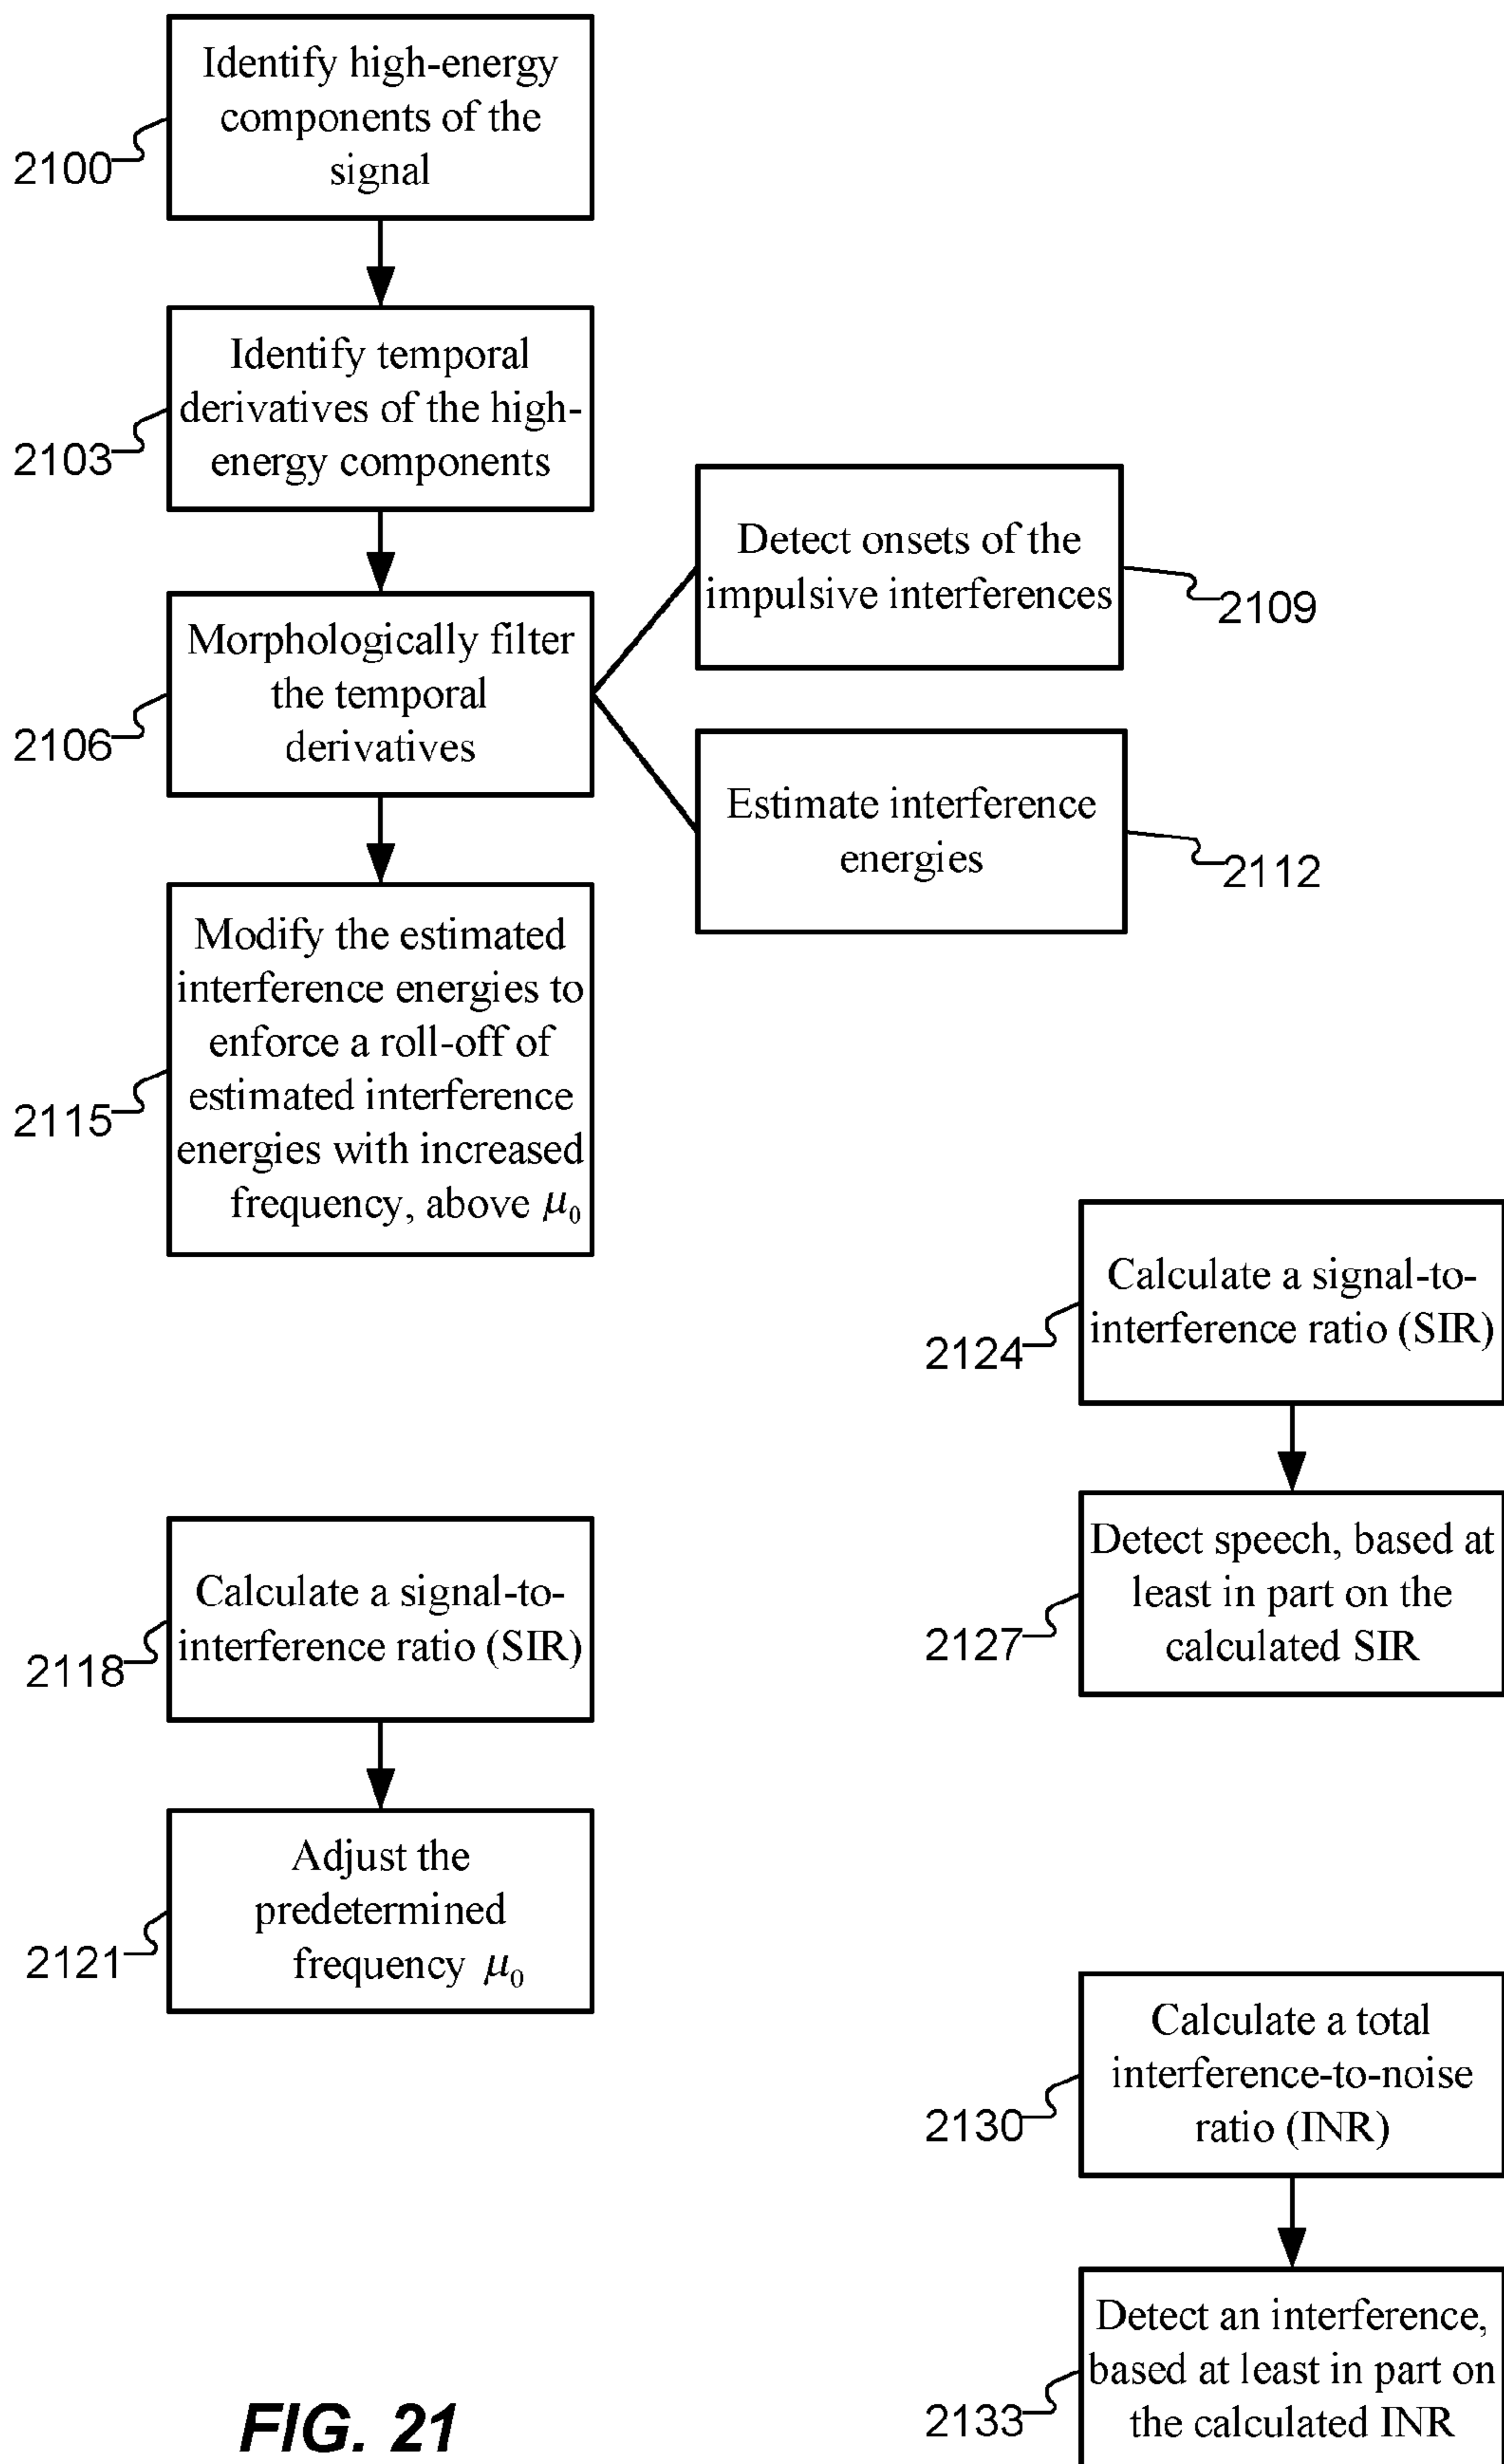 Identify high-energy
components of the
signal
2100
Identify temporal
derivatives of the high-
energy components
2103
Morphologically filter
the temporal
derivatives
2106
Detect onsets of the
impulsive interferences
2109
Estimate interference
energies
2112
Modify the estimated
interference energies to
enforce a roll-off of
estimated interference
energies with increased
frequency, above μ₀
2115
Calculate a signal-to-
interference ratio (SIR)
2124
Detect speech, based at
least in part on the
calculated SIR
2127
Calculate a signal-to-
interference ratio (SIR)
2118
Adjust the
predetermined
frequency μ₀
2121
Calculate a total
interference-to-noise
ratio (INR)
2130
Detect an interference,
based at least in part on
the calculated INR
2133
FIG. 21